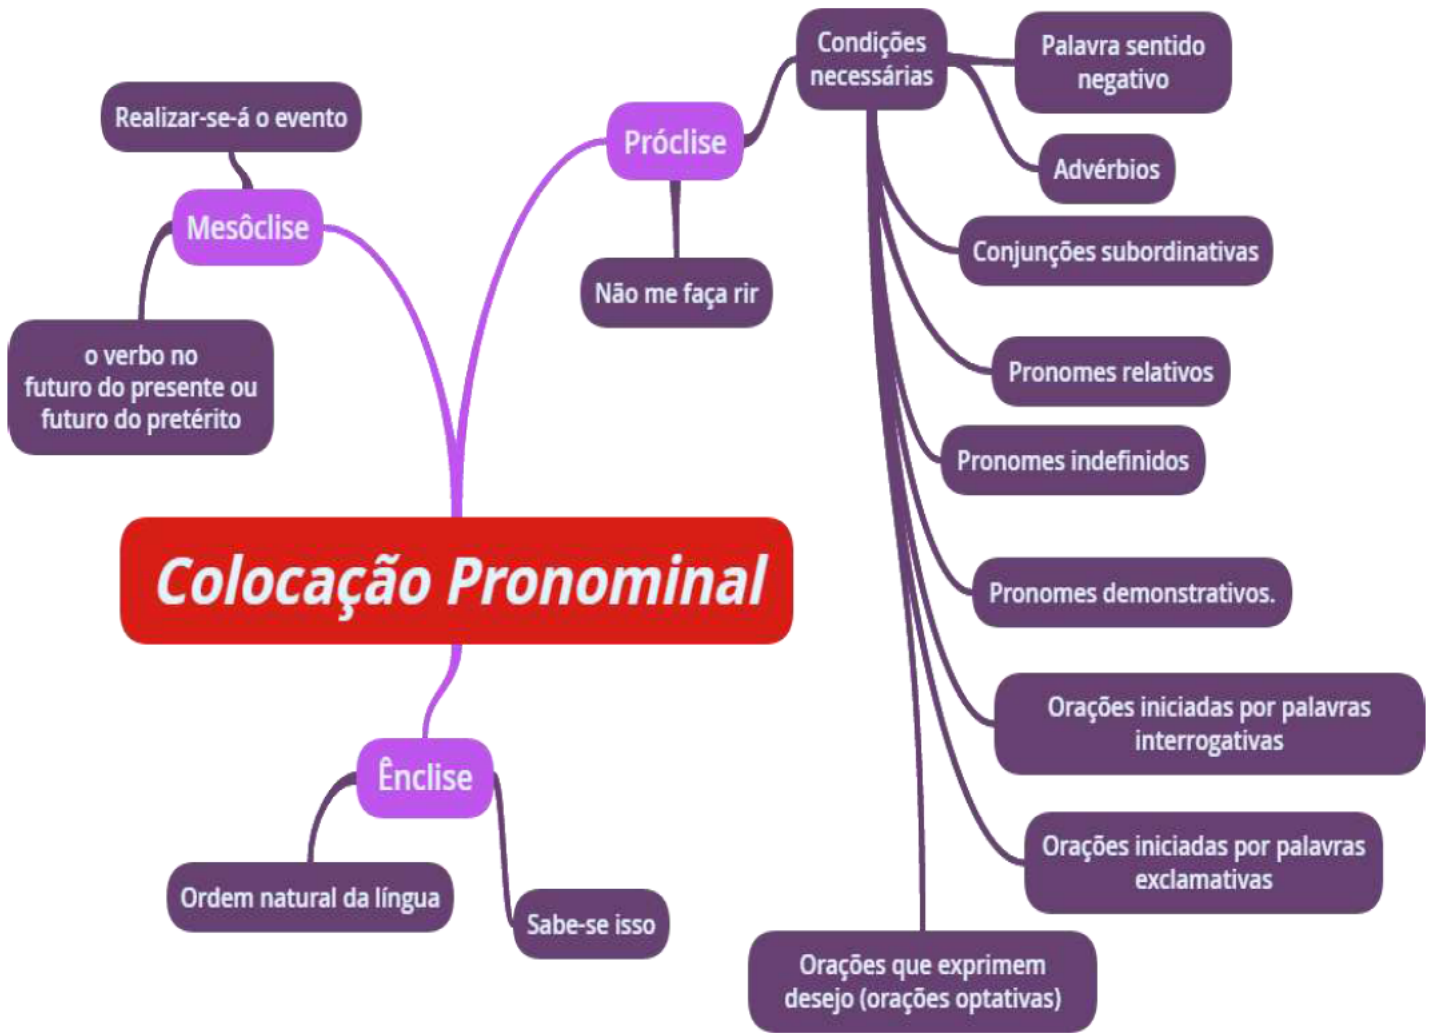 Condições
necessárias
Palavra sentido
negativo
Realizar-se-á o evento
Próclise
Advérbios
Mesôclise
Conjunções subordinativas
Não me faça rir
o verbo no
futuro do presente ou
futuro do pretérito
Pronomes relativos
Pronomes indefinidos
Colocação Pronominal
Pronomes demonstrativos.
Orações iniciadas por palavras
interrogativas
Ênclise
Orações iniciadas por palavras
exclamativas
Ordem natural da língua
Sabe-se isso
Orações que exprimem
desejo (orações optativas)